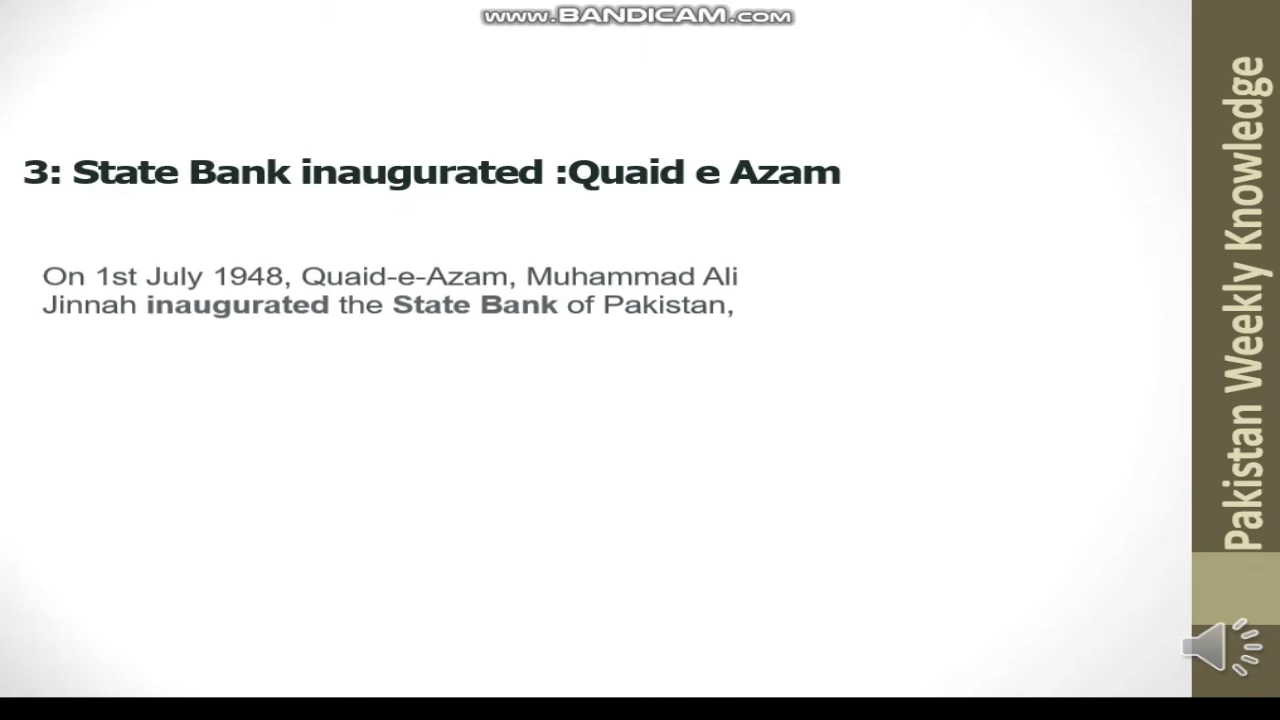 www.BANDICAM.com
3: State Bank inaugurated :Quaid e Azam
On 1st July 1948, Quaid-e-Azam, Muhammad Ali
Jinnah inaugurated the State Bank of Pakistan,
Pakistan Weekly Knowledge